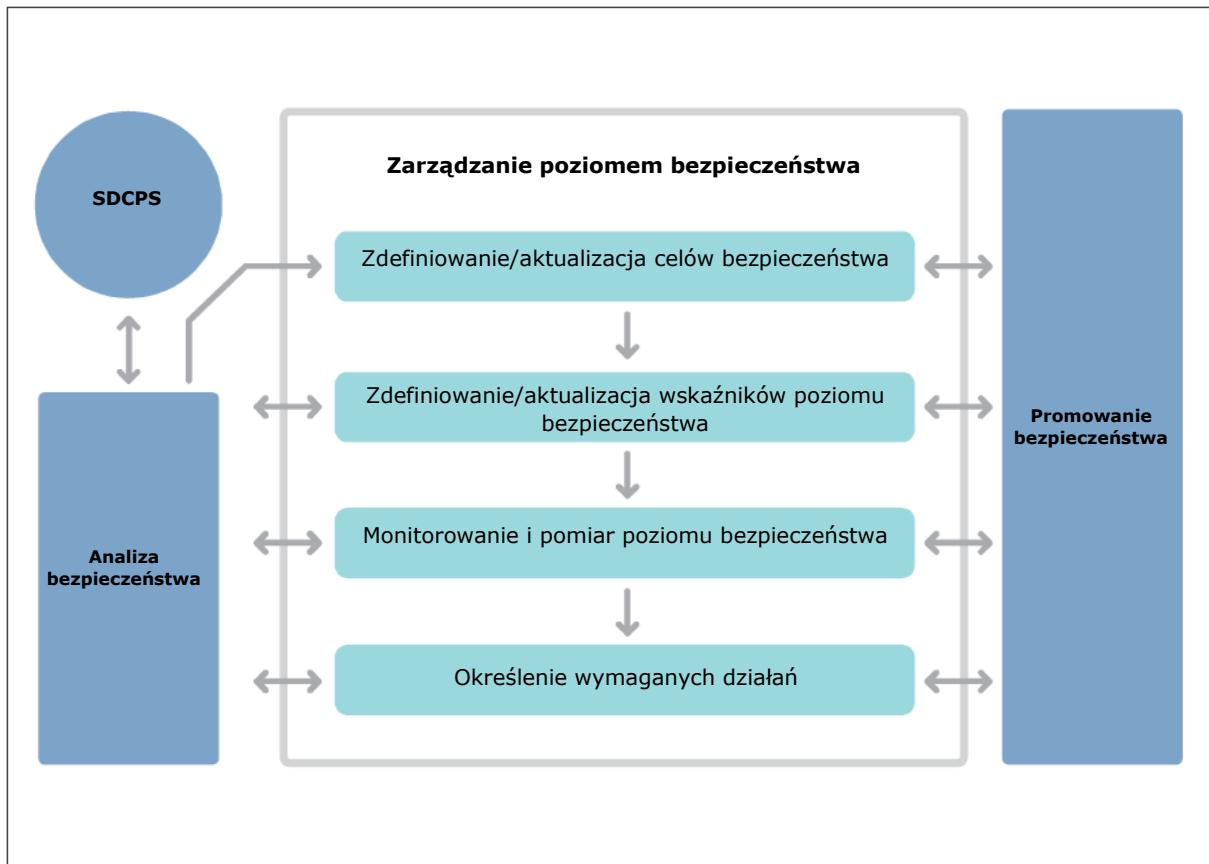 Zarządzanie poziomem bezpieczeństwa
SDCPS
Zdefiniowanie/aktualizacja celów bezpieczeństwa
Zdefiniowanie/aktualizacja wskaźników poziomu
bezpieczeństwa
Promowanie
bezpieczeństwa
Monitorowanie i pomiar poziomu bezpieczeństwa
Analiza
bezpieczeństwa
Określenie wymaganych działań